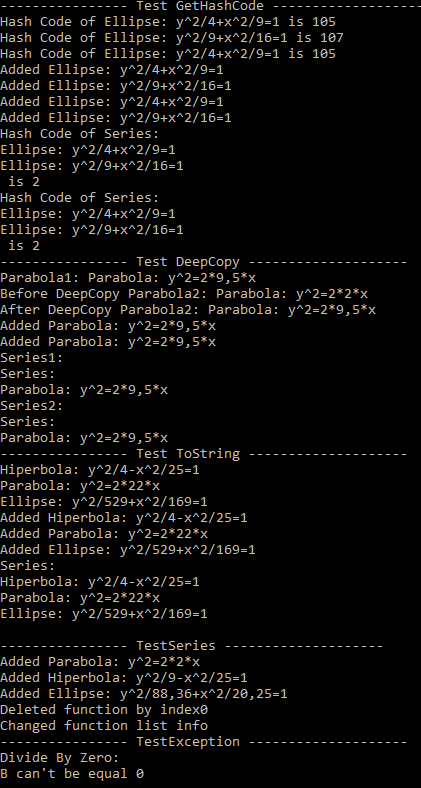 ---------------- Test GetHashCode -------------------
Hash Code of Ellipse: y^2/4+x^2/9=1 is 105
Hash Code of Ellipse: y^2/9+x^2/16=1 is 107
Hash Code of Ellipse: y^2/4+x^2/9=1 is 105
Added Ellipse: y^2/4+x^2/9=1
Added Ellipse: y^2/9+x^2/16=1
Added Ellipse: y^2/4+x^2/9=1
Added Ellipse: y^2/9+x^2/16=1
Hash Code of Series:
Ellipse: y^2/4+x^2/9=1
Ellipse: y^2/9+x^2/16=1
 is 2
Hash Code of Series:
Ellipse: y^2/4+x^2/9=1
Ellipse: y^2/9+x^2/16=1
 is 2
---------------- Test DeepCopy --------------------
Parabola1: Parabola: y^2=2*9,5*x
Before DeepCopy Parabola2: Parabola: y^2=2*2*x
After DeepCopy Parabola2: Parabola: y^2=2*9,5*x
Added Parabola: y^2=2*9,5*x
Added Parabola: y^2=2*9,5*x
Series1:
Series:
Parabola: y^2=2*9,5*x
Series2:
Series:
Parabola: y^2=2*9,5*x
---------------- Test ToString --------------------
Hiperbola: y^2/4-x^2/25=1
Parabola: y^2=2*22*x
Ellipse: y^2/529+x^2/169=1
Added Hiperbola: y^2/4-x^2/25=1
Added Parabola: y^2=2*22*x
Added Ellipse: y^2/529+x^2/169=1
Series:
Hiperbola: y^2/4-x^2/25=1
Parabola: y^2=2*22*x
Ellipse: y^2/529+x^2/169=1
---------------- TestSeries --------------------
Added Parabola: y^2=2*2*x
Added Hiperbola: y^2/9-x^2/25=1
Added Ellipse: y^2/88,36+x^2/20,25=1
Deleted function by index0
Changed function list info
---------------- TestException --------------------
Divide By Zero:
B can't be equal 0